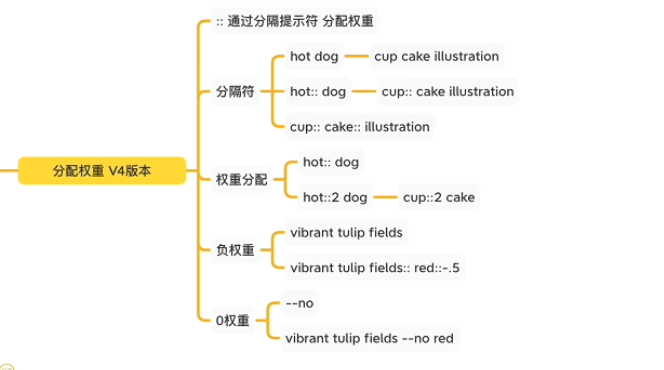 :: 通过分隔提示符 分配权重
hot dog
cup cake illustration
分隔符
hot:: dog
cup:: cake illustration
cup:: cake:: illustration
分配权重 V4版本
hot:: dog
权重分配
hot::2 dog
cup::2 cake
vibrant tulip fields
负权重
vibrant tulip fields:: red::-.5
--no
0权重
vibrant tulip fields --no red